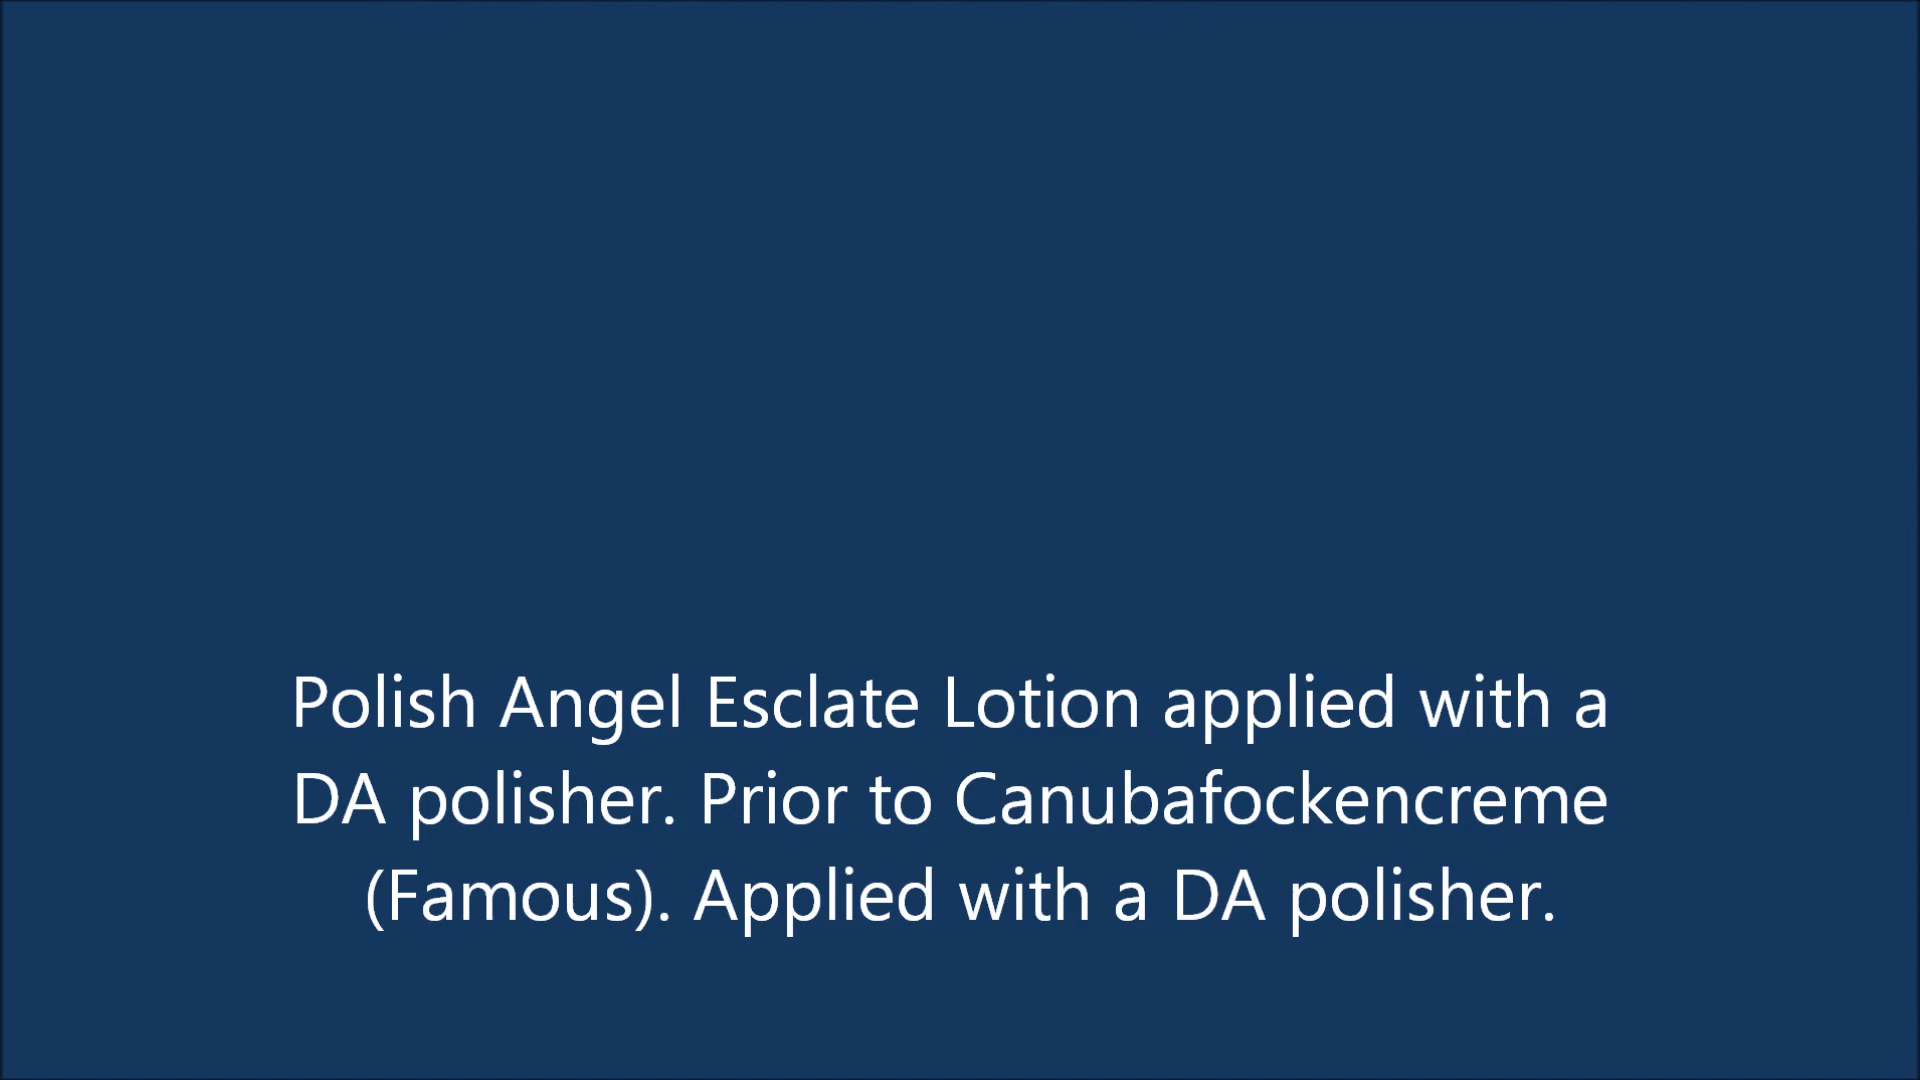 Polish Angel Esclate Lotion applied with a
DA polisher. Prior to Canubafockencreme
(Famous). Applied with a DA polisher.